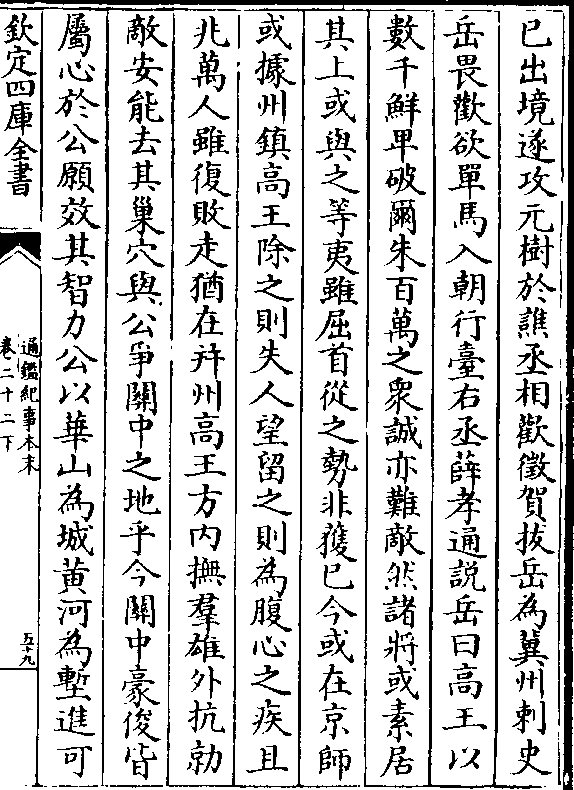 已出境遂攻元樹於譙丞相歡徵賀拔岳為冀州刺史
岳畏歡欲單馬入朝行臺右丞薛孝通説岳曰高王以
數千鮮卑破爾朱百萬之衆誠亦難敵然諸將或素居
其上或與之等夷雖屈首從之勢非獲已今或在京師
或據州鎮高王除之則失人望留之則為腹心之疾且
兆萬人雖復敗走猶在并州高王方内撫羣雄外抗勍
敵安能去其巢穴與公爭關中之地乎今關中豪俊皆
屬心於公願效其智力公以華山為城黄河為塹進可
欽定四庫全書
通鑑紀事本末
卷二十二下
五十九